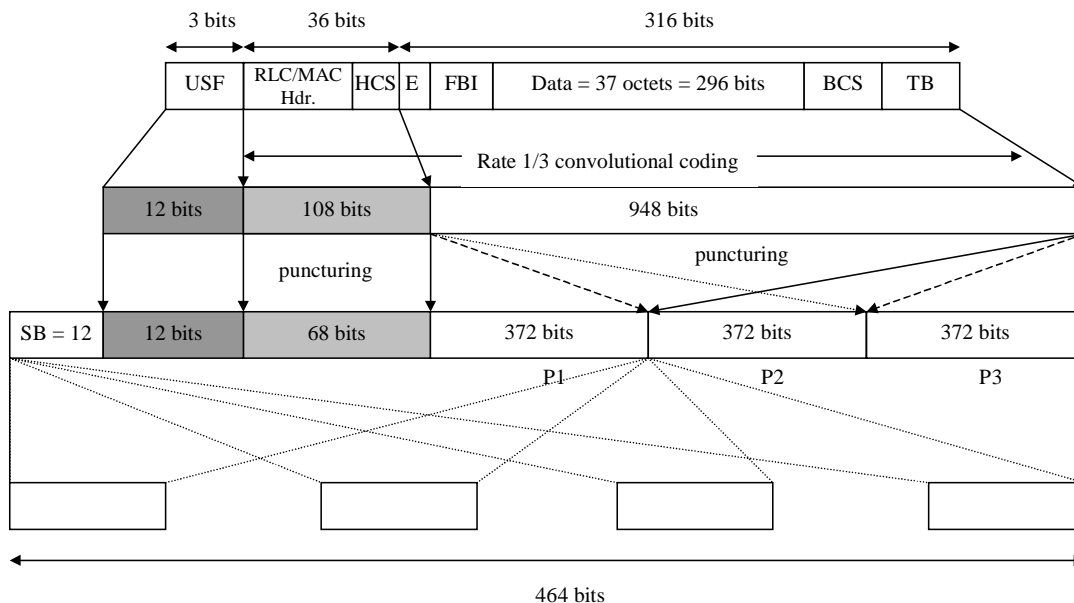 3 bits 36 bits 316 bits
USF RLC/MAC Hdr. HCS E FBI Data = 37 octets = 296 bits BCS TB
Rate 1/3 convolutional coding
12 bits 108 bits 948 bits
puncturing puncturing
SB = 12 12 bits 68 bits 372 bits 372 bits 372 bits
P1 P2 P3
464 bits